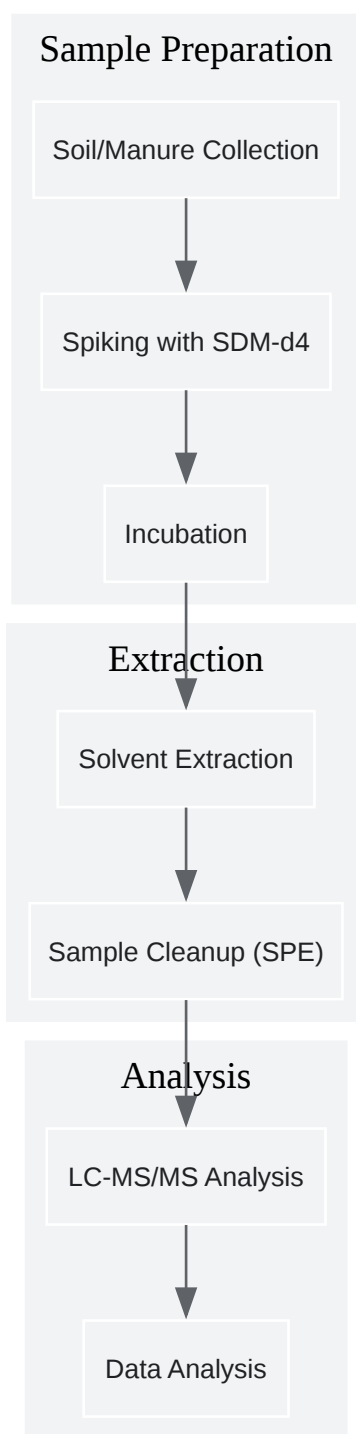 Sample Preparation
Soil/Manure Collection
Spiking with SDM-d4
Incubation
Extraction
Solvent Extraction
Sample Cleanup (SPE)
Analysis
LC-MS/MS Analysis
Data Analysis